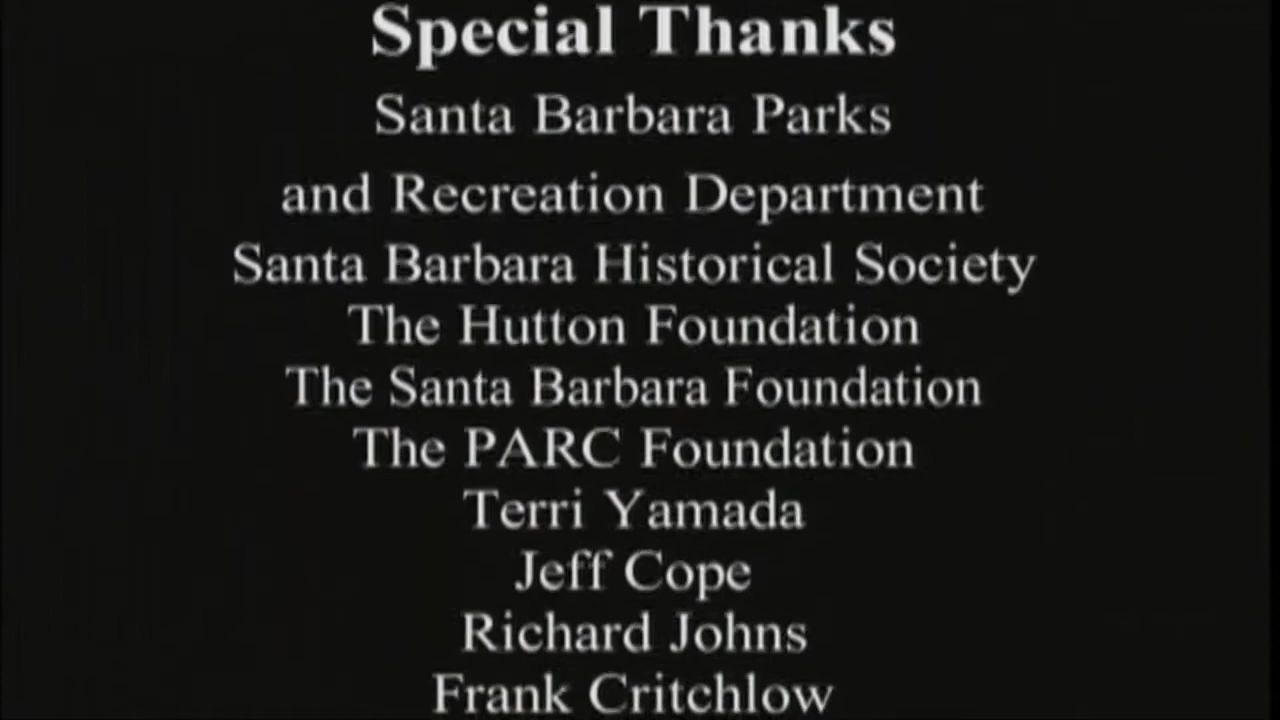 Special Thanks
Santa Barbara Parks
and Recreation Department
Santa Barbara Historical Society
The Hutton Foundation
The Santa Barbara Foundation
The PARC Foundation
Terri Yamada
Jeff Cope
Richard Johns
Frank Critchlow